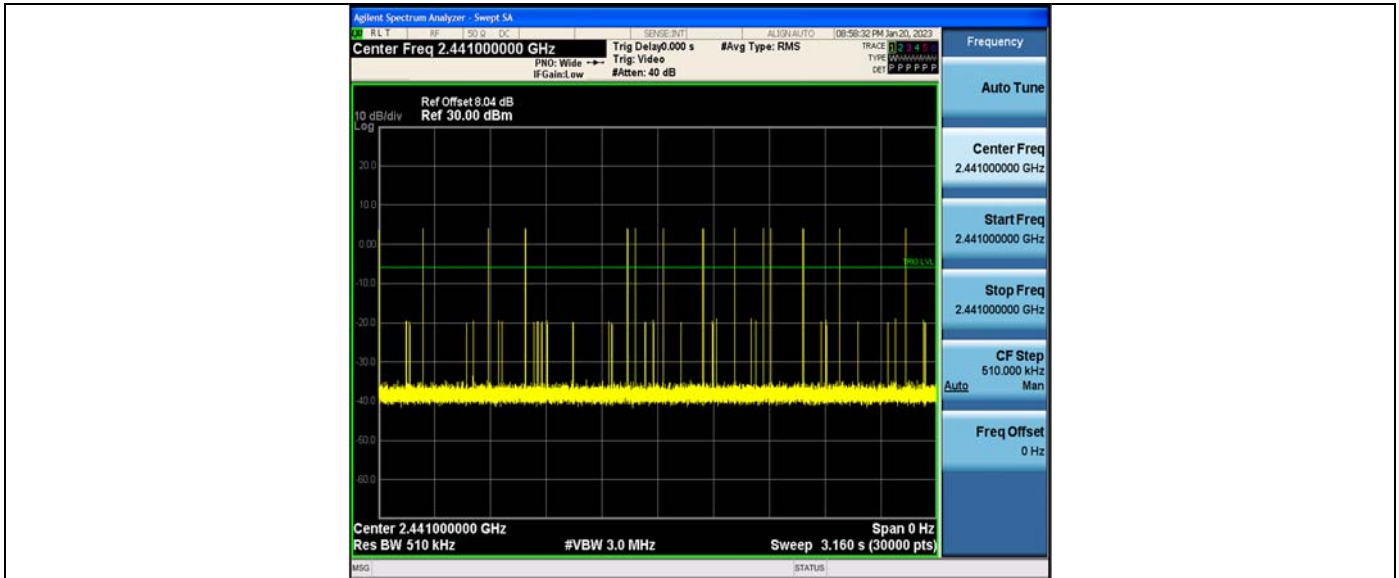 Agilent Spectrum Analyzer - Swept SA
RLT RF 50 Ω DC SENSE:INT ALIGN AUTO 08:58:32 PM Jan 20, 2023
Center Freq 2.441000000 GHz
Trig Delay0.000 s #Avg Type: RMS TRACE 1 2 3 4 5 6
PNO: Wide Trig: Video TYPE
IFGain:Low #Atten: 40 dB DET P P P P P P
Frequency
Auto Tune
Ref Offset 8.04 dB
10 dB/div Ref 30.00 dBm
Log
20.0
10.0
0.00
TRIG LVL
-10.0
-20.0
-30.0
-40.0
-50.0
-60.0
Center 2.441000000 GHz Span 0 Hz
Res BW 510 kHz #VBW 3.0 MHz Sweep 3.160 s (30000 pts)
Center Freq
2.441000000 GHz
Start Freq
2.441000000 GHz
Stop Freq
2.441000000 GHz
CF Step
510.000 kHz
Auto Man
Freq Offset
0 Hz
MSG STATUS